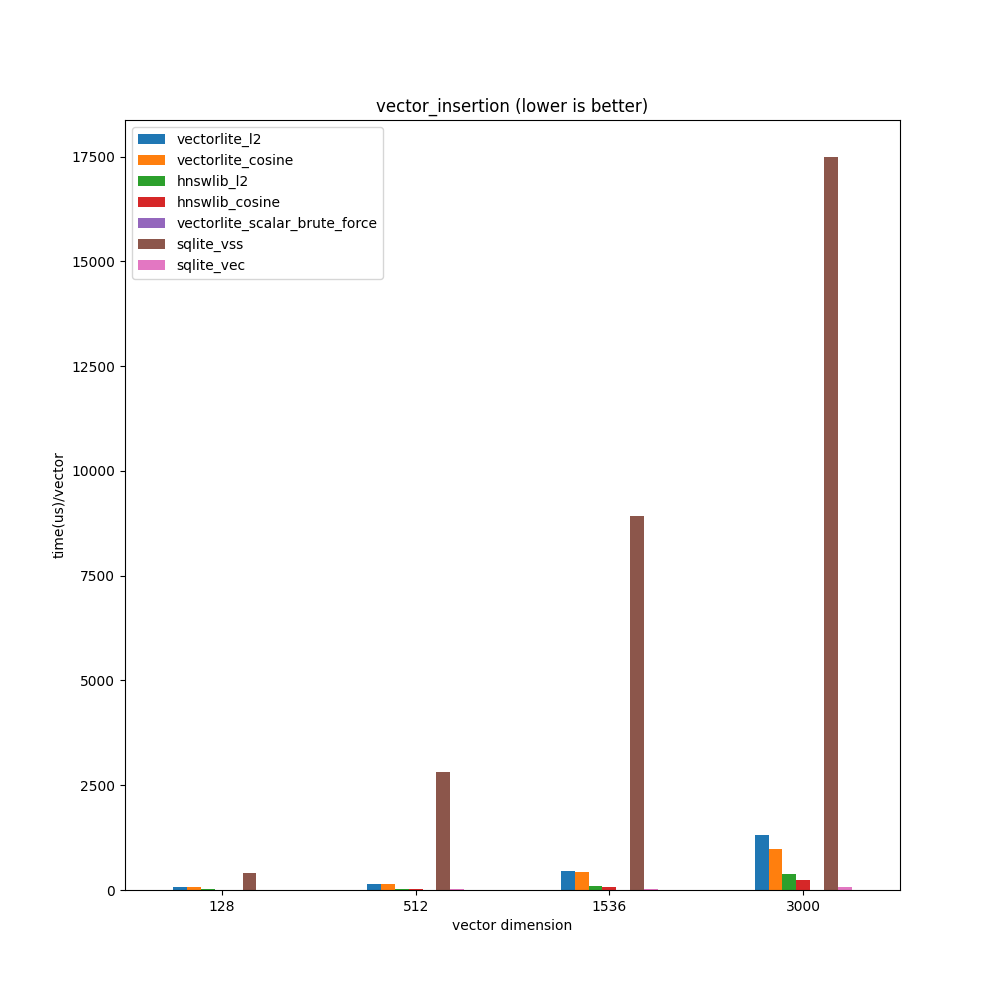 vector_insertion (lower is better)
vectorlite_l2
vectorlite_cosine
hnswlib_l2
hnswlib_cosine
vectorlite_scalar_brute_force
sqlite_vss
sqlite_vec
17500
15000
12500
10000
7500
5000
2500
0
time(us)/vector
128 512 1536 3000
vector dimension